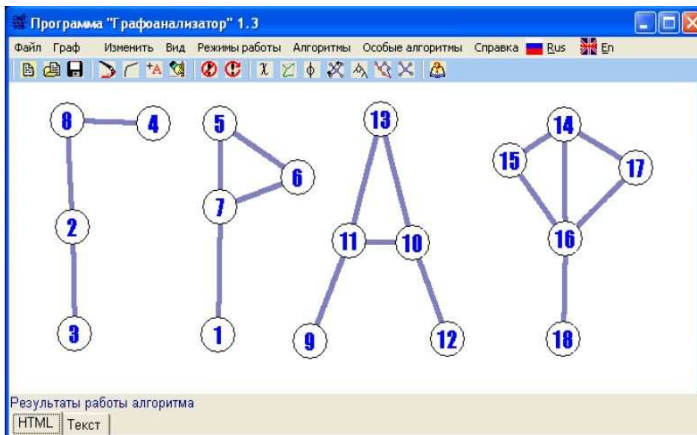 Программа "Графоанализатор" 1.3
Файл Граф Изменить Вид Режимы работы Алгоритмы Особые алгоритмы Справка Rus En
8 4 5 13 14
15 17
6
7
2 11 10 16
3 1 9 12 18
Результаты работы алгоритма
HTML Текст